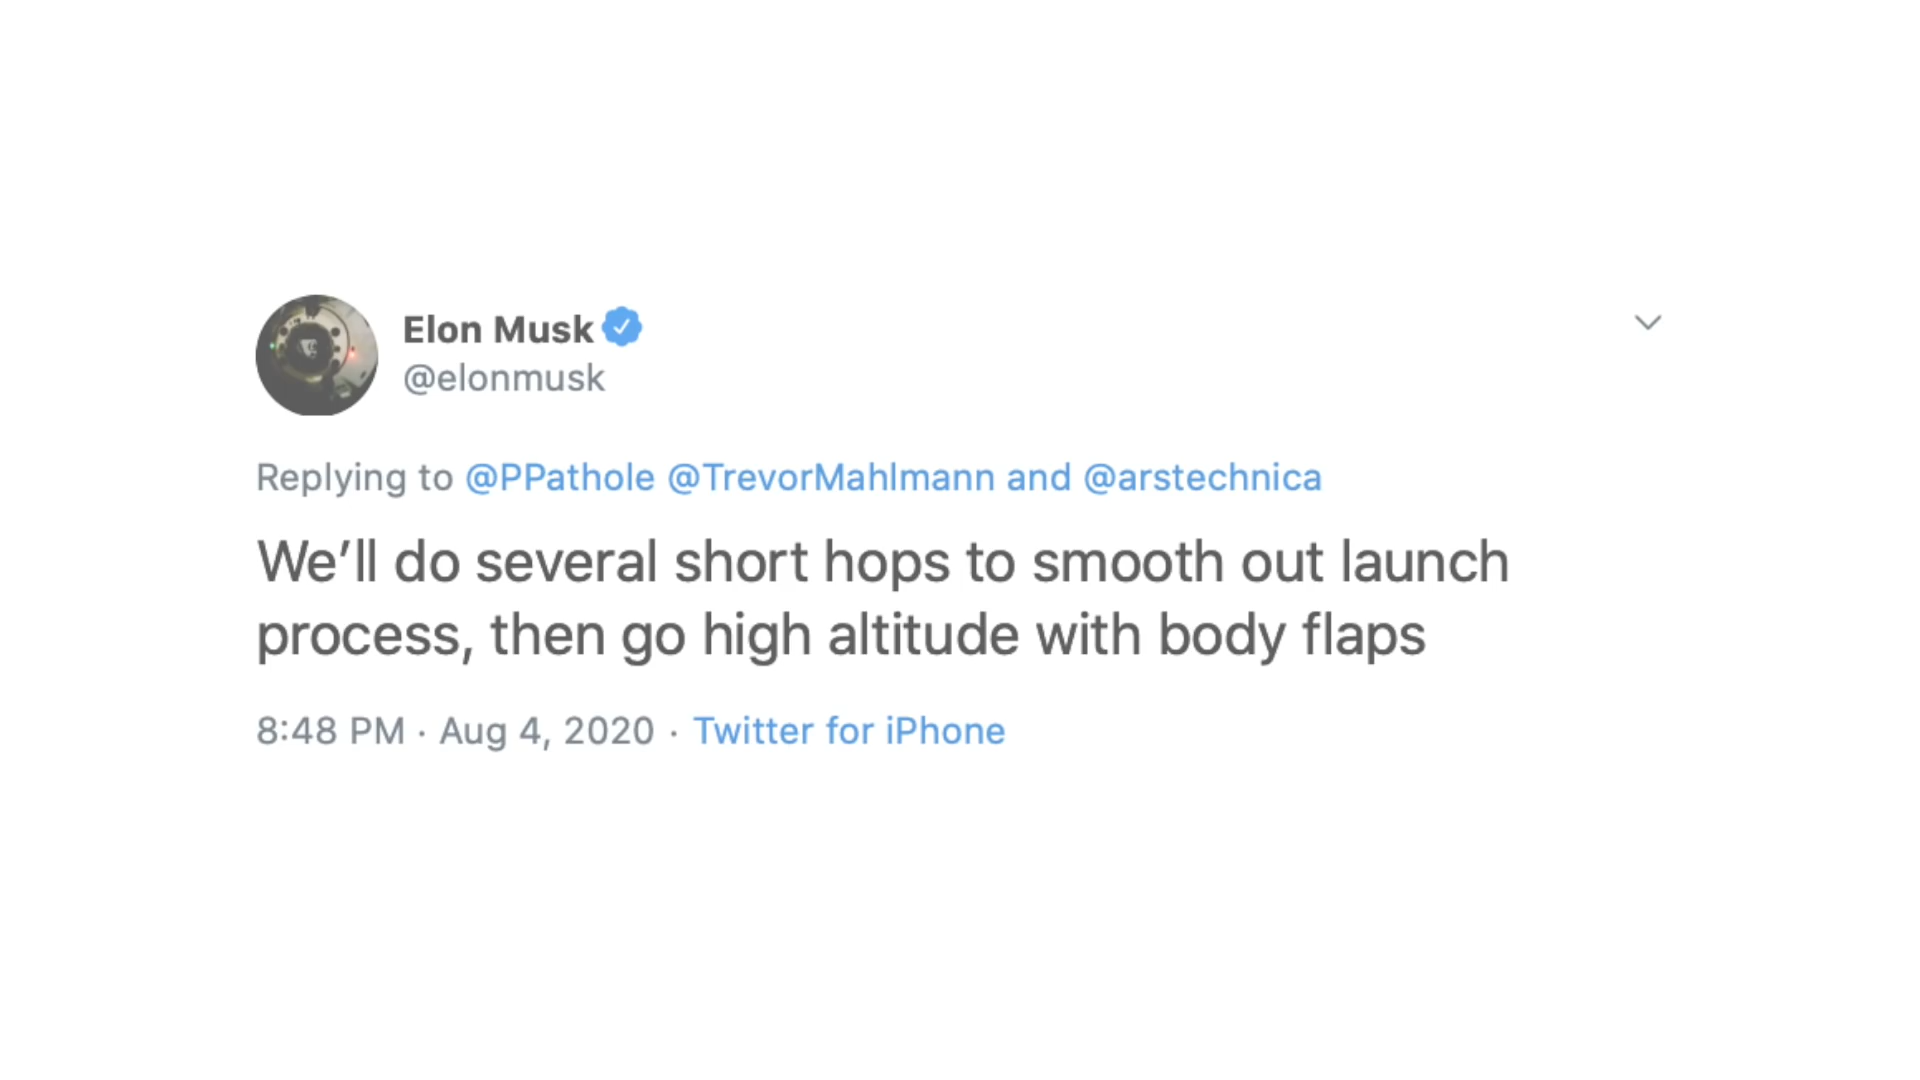 Elon Musk
@elonmusk
Replying to @PPathole @TrevorMahlmann and @arstechnica
We’ll do several short hops to smooth out launch
process, then go high altitude with body flaps
8:48 PM · Aug 4, 2020 · Twitter for iPhone